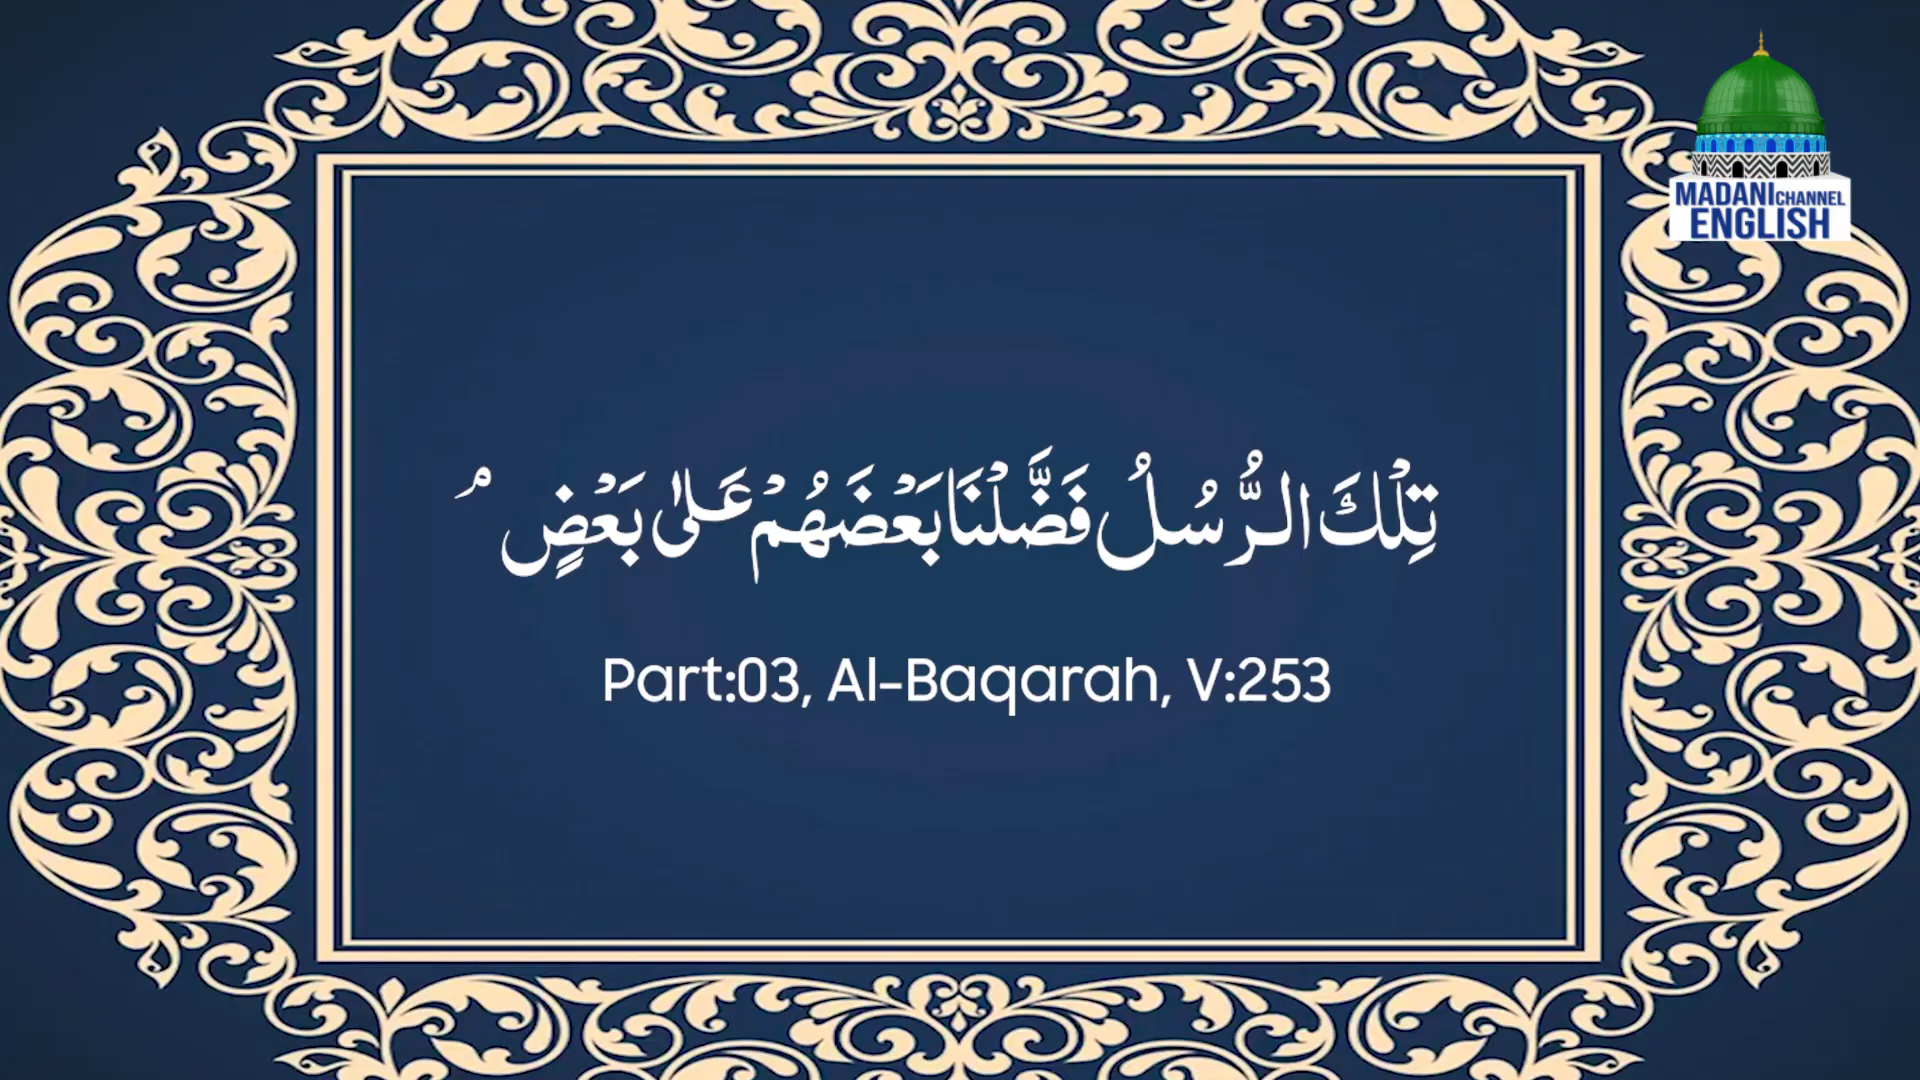 MADANI CHANNEL
ENGLISH
تِلْكَ الرُّسُلُ فَضَّلْنَا بَعْضَهُمْ عَلٰى بَعْضٍۘ
Part:03, Al-Baqarah, V:253